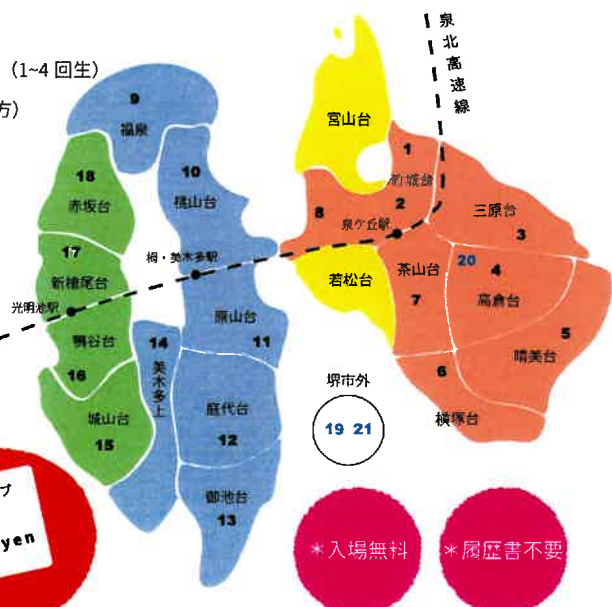 (1~4 回生)
方)
泉北高速線
9
福泉
宮山台
1
竹城台
18
赤坂台
10
桃山台
8
2
泉ケ丘駅
三原台
3
17
新檜尾台
栂・美木多駅
20
4
高倉台
若松台
茶山台
7
光明池駅
原山台
11
鴨谷台
16
14
美木多上
5
晴美台
6
横塚台
堺市外
19 21
城山台
15
庭代台
12
御池台
13
プ
yen
*入場無料
*履歴書不要